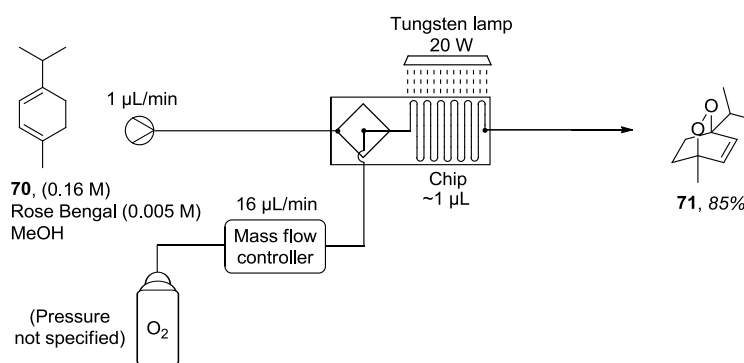 Tungsten lamp
20 W
1 µL/min
70, (0.16 M)
Rose Bengal (0.005 M)
MeOH
Chip
~1 µL
16 µL/min
Mass flow
controller
(Pressure
not specified)
O2
O
O
71, 85%